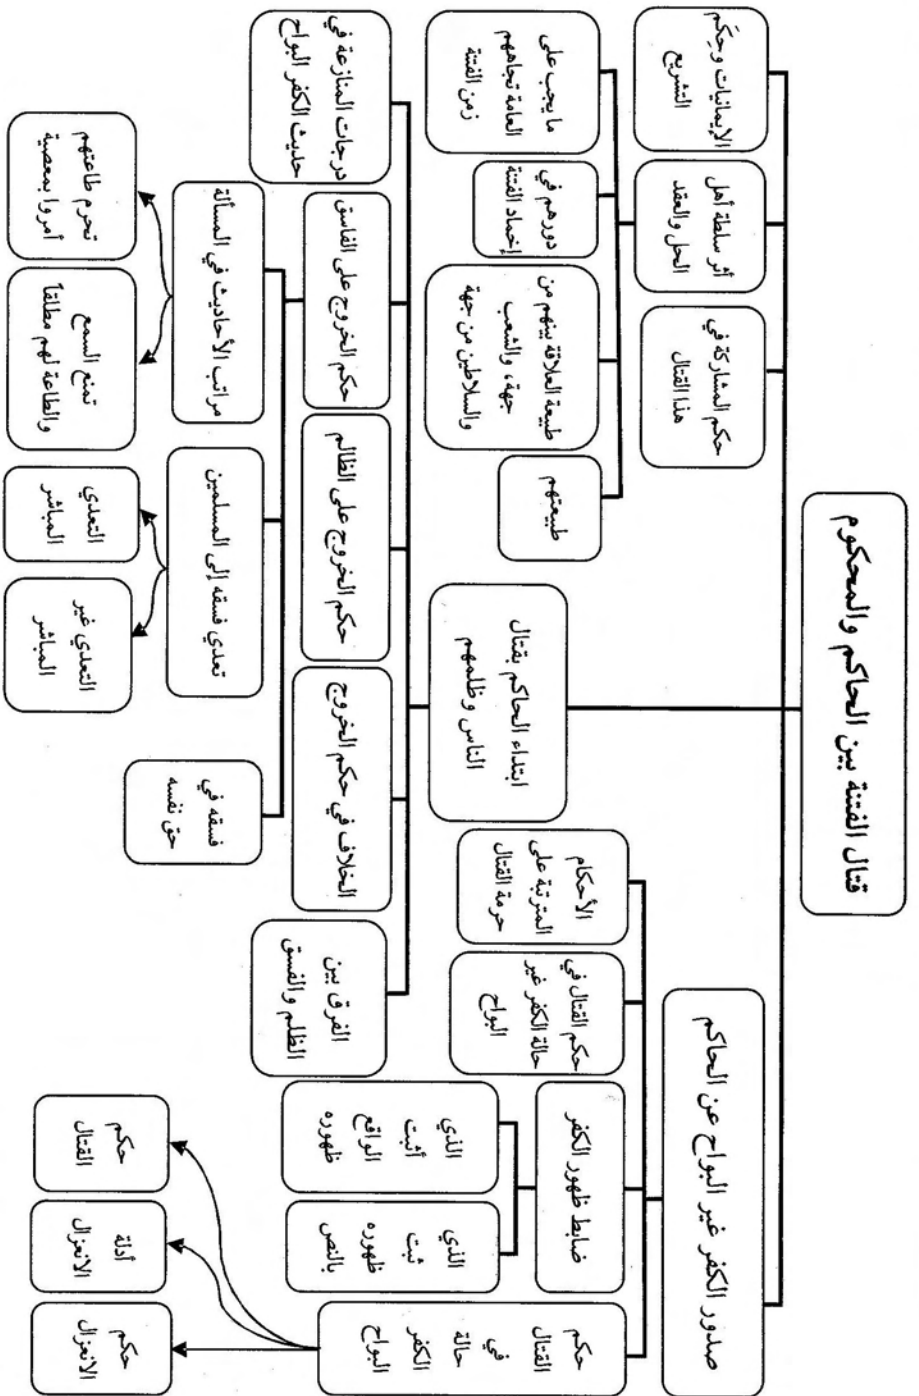 قتال الفتنة بين الحاكم والمحكوم
صدور الكفر غير البواح عن الحاكم
ابتداء الحاكم بقتال
الناس وظلمهم
حكم المشاركة في
هذا القتال
أثر سلطة أهل
الحل والعقد
الإيمانيات وحِكَم
التشريع
حكم
القتال
في
حالة
الكفر
البواح
ضابط ظهور الكفر
حكم القتال في
حالة الكفر غير
البواح
الأحكام
المترتبة على
حرمة القتال
طبيعتهم
طبيعة العلاقة بينهم من
جهة، والشعب
والسلاطين من جهة
دورهم في
إخماد الفتنة
ما يجب على
العامة تجاههم
زمن الفتنة
الذي
ثبت
ظهوره
بالنص
الذي
أثبت
الواقع
ظهوره
الفرق بين
الظلم والفسق
الخلاف في حكم الخروج
حكم الخروج على الظالم
حكم الخروج على الفاسق
درجات المنازعة في
حديث الكفر البواح
حكم
الانعزال
أدلة
الانعزال
حكم
القتال
فسقه في
حق نفسه
تعدي فسقه إلى المسلمين
مراتب الأحاديث في المسألة
التعدي غير
المباشر
التعدي
المباشر
تمنع السمع
والطاعة لهم مطلقاً
تحرم طاعتهم
أمروا بمعصية